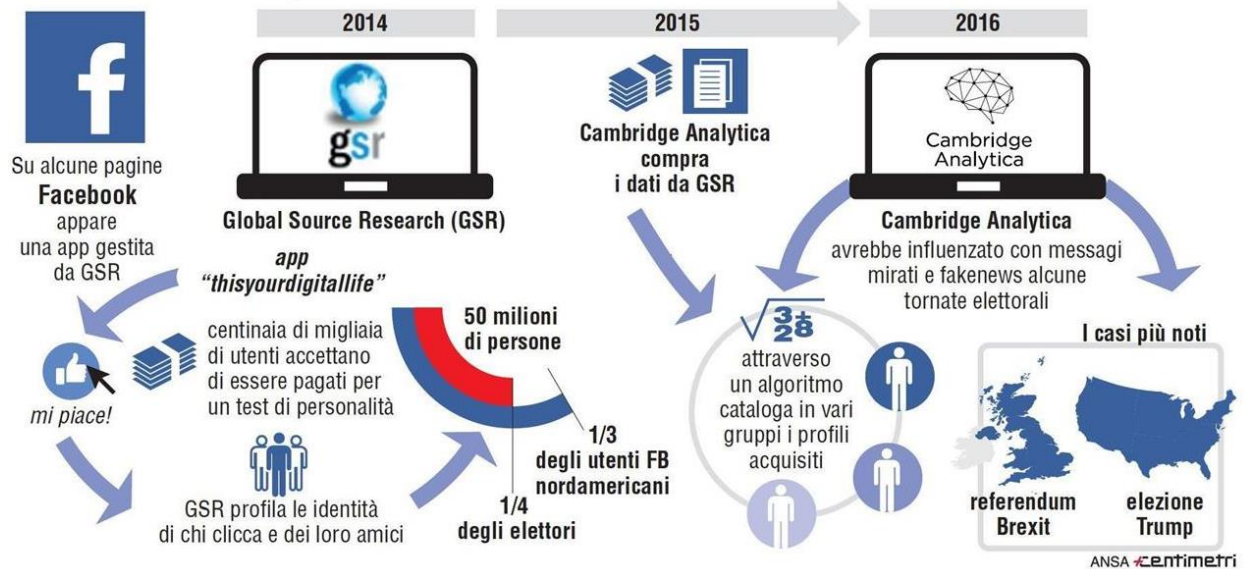 2014
2015
2016
f
Su alcune pagine
Facebook
appare
una app gestita
da GSR
gsr
Global Source Research (GSR)
app
“thisyourdigitallife”
mi piace!
centinaia di migliaia
di utenti accettano
di essere pagati per
un test di personalità
GSR profila le identità
di chi clicca e dei loro amici
50 milioni
di persone
1/3
degli utenti FB
nordamericani
1/4
degli elettori
Cambridge Analytica
compra
i dati da GSR
Cambridge
Analytica
Cambridge Analytica
avrebbe influenzato con messagi
mirati e fakenews alcune
tornate elettorali
√3±
28
attraverso
un algoritmo
cataloga in vari
gruppi i profili
acquisiti
I casi più noti
referendum
Brexit
elezione
Trump
ANSA centimetri